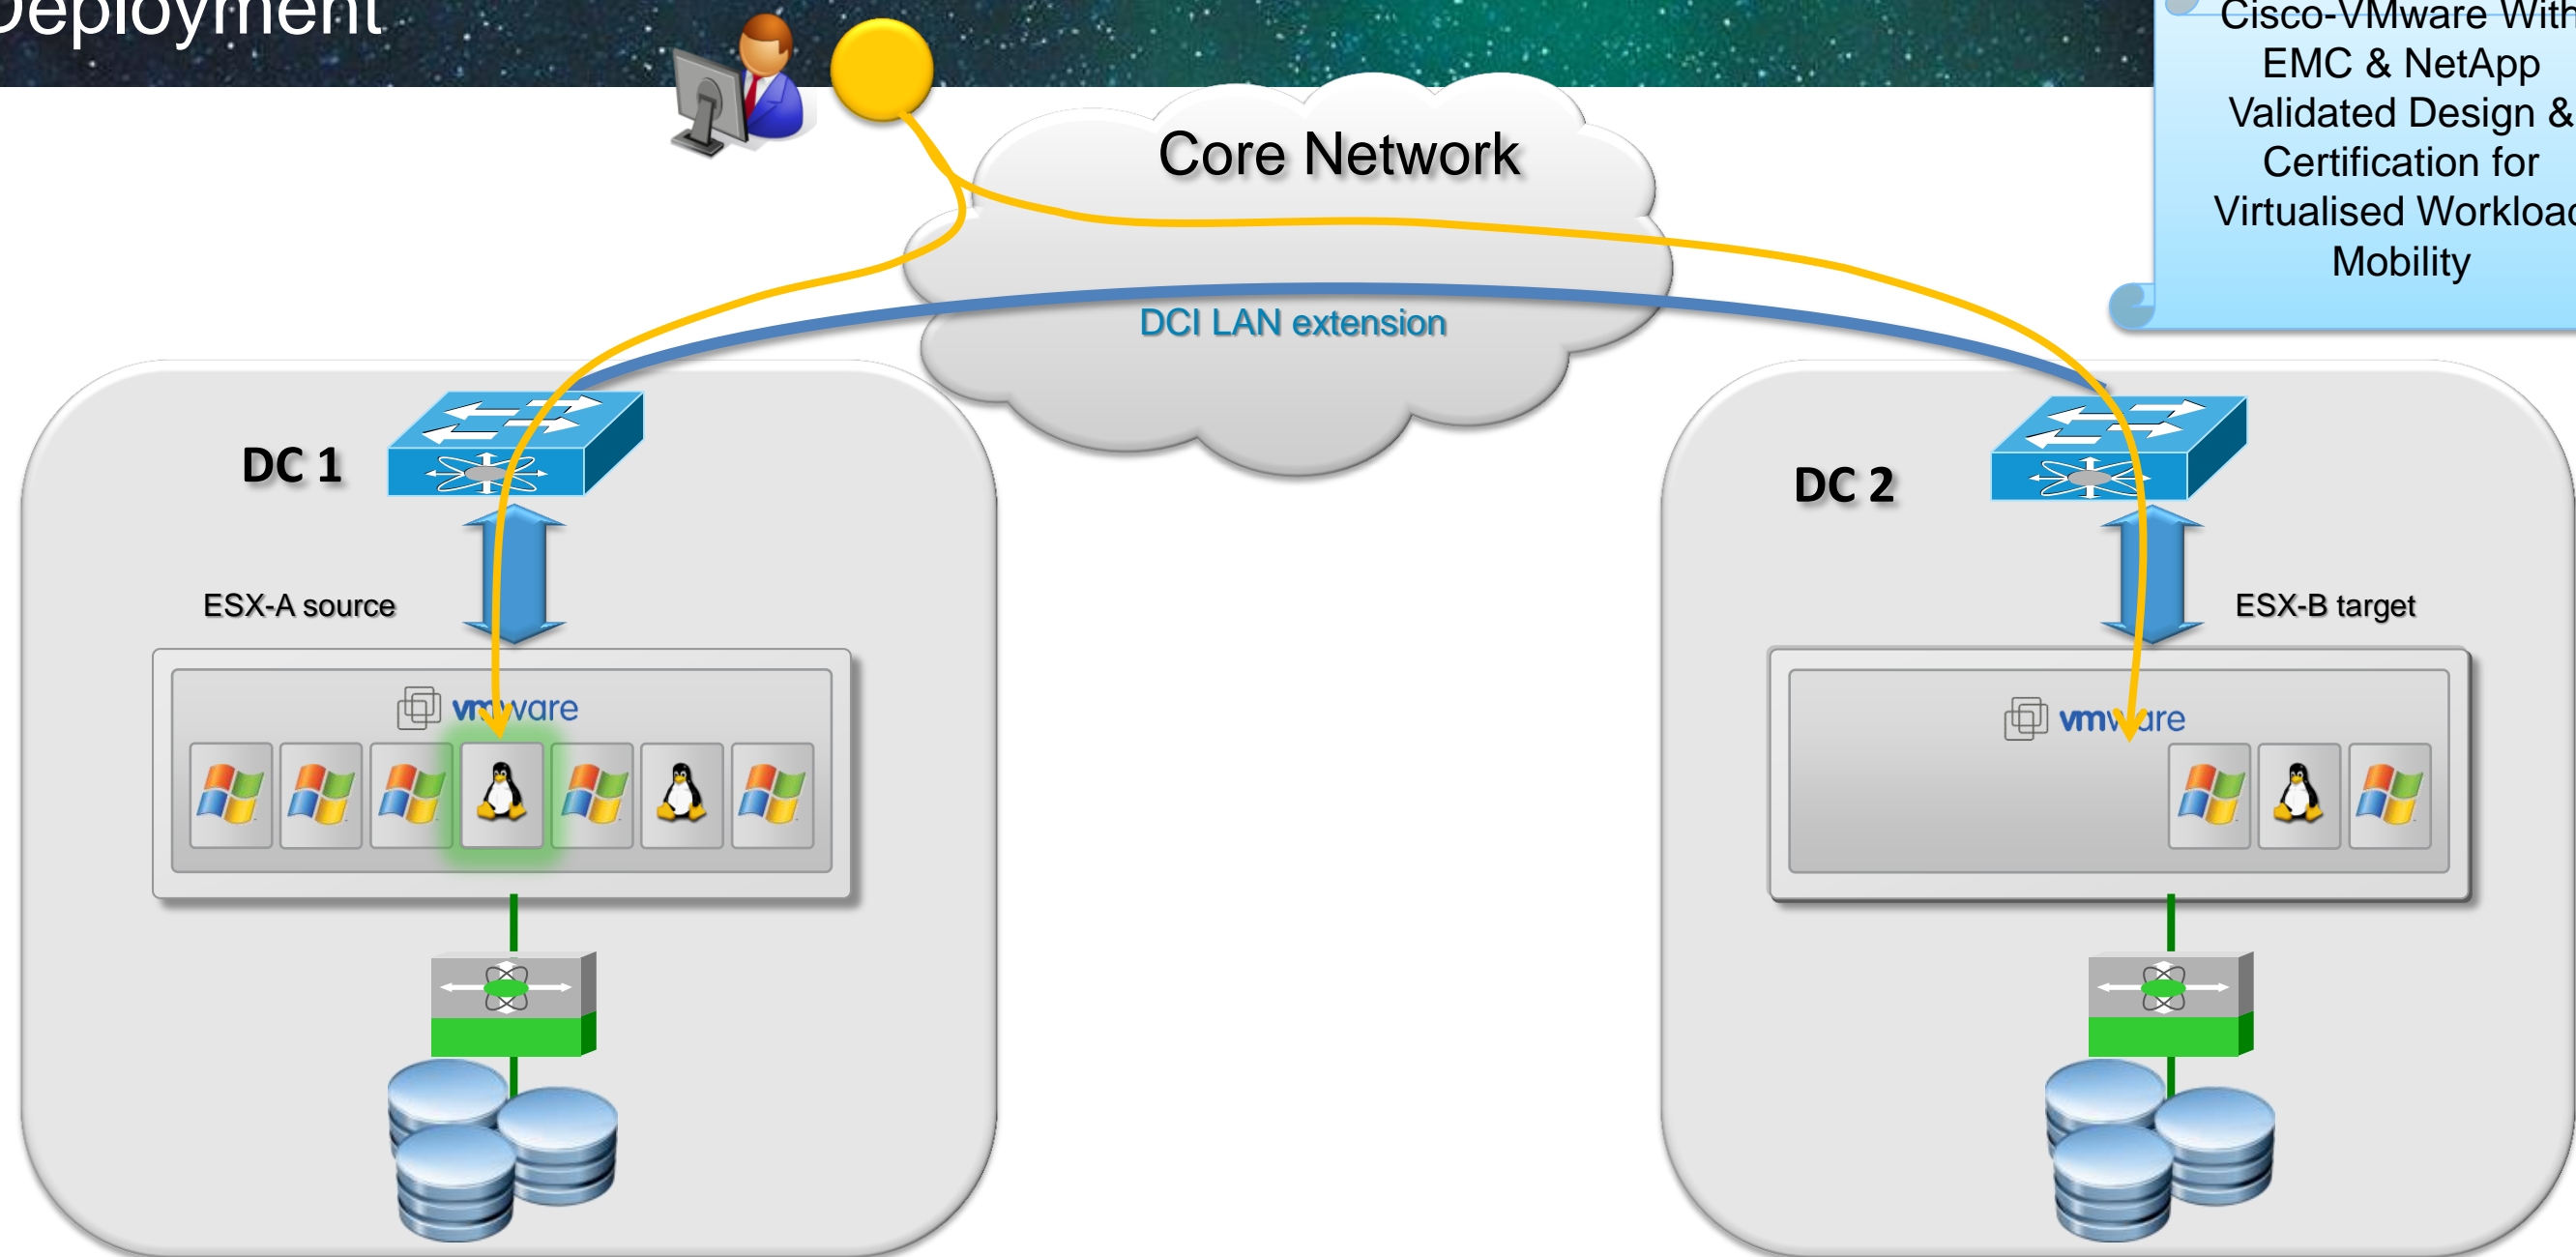 Deployment
Cisco-VMware With
EMC & NetApp
Validated Design &
Certification for
Virtualised Workload
Mobility
Core Network
DCI LAN extension
DC 1
DC 2
ESX-A source
ESX-B target
vmware
vmware